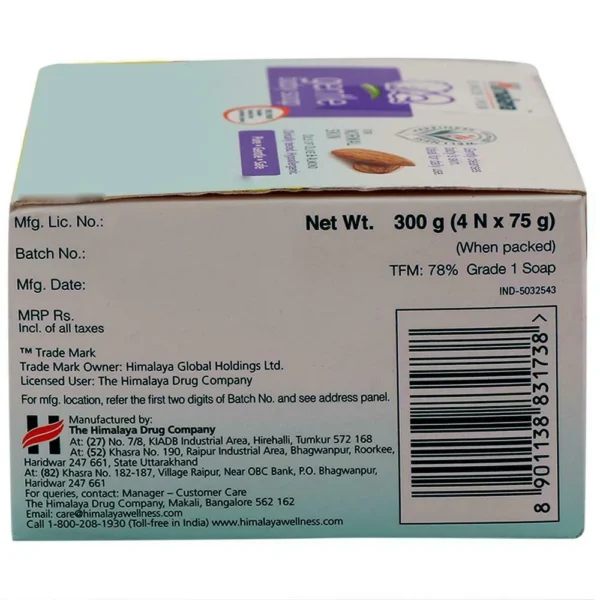 Himalaya
gentle
baby soap
FOR
NORMAL
SKIN
Mfg. Lic. No.:
Net Wt. 300 g (4 N x 75 g)
Batch No.:
(When packed)
TFM: 78% Grade 1 Soap
Mfg. Date:
IND-5032543
MRP Rs.
Incl. of all taxes
™ Trade Mark
Trade Mark Owner: Himalaya Global Holdings Ltd.
Licensed User: The Himalaya Drug Company
For mfg. location, refer the first two digits of Batch No. and see address panel.
Manufactured by:
The Himalaya Drug Company
At: (27) No. 7/8, KIADB Industrial Area, Hirehalli, Tumkur 572 168
At: (52) Khasra No. 190, Raipur Industrial Area, Bhagwanpur, Roorkee,
Haridwar 247 661, State Uttarakhand
At: (82) Khasra No. 182-187, Village Raipur, Near OBC Bank, P.O. Bhagwanpur,
Haridwar 247 661
For queries, contact: Manager – Customer Care
The Himalaya Drug Company, Makali, Bangalore 562 162
Email: care@himalayawellness.com
Call 1-800-208-1930 (Toll-free in India) www.himalayawellness.com
8 901138 831738 >